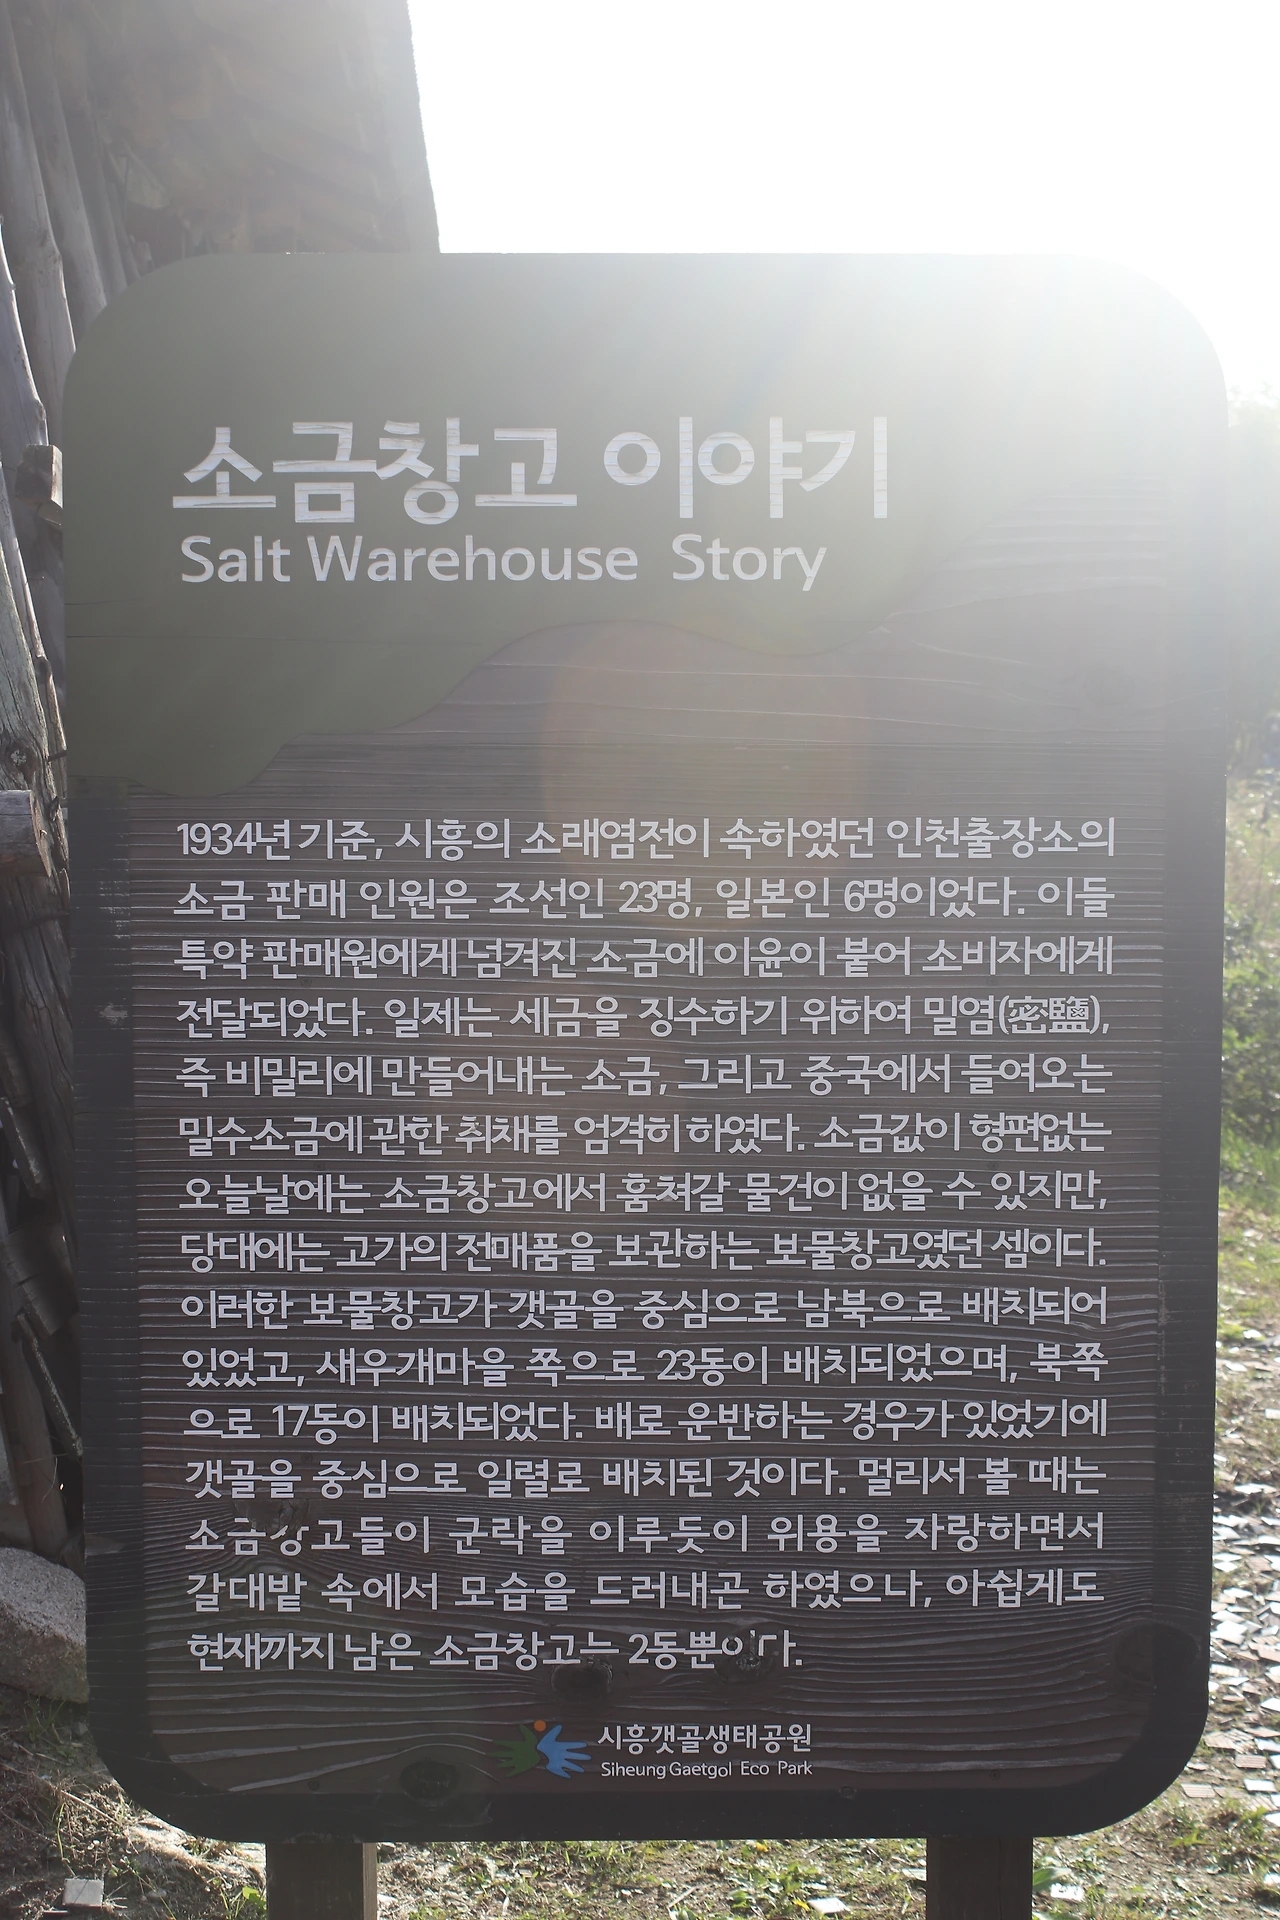 소금창고 이야기
Salt Warehouse Story
1934년 기준, 시흥의 소래염전이 속하였던 인천출장소의
소금 판매 인원은 조선인 23명, 일본인 6명이었다. 이들
특약 판매원에게 넘겨진 소금에 이윤이 붙어 소비자에게
전달되었다. 일제는 세금을 징수하기 위하여 밀염(密鹽),
즉 비밀리에 만들어내는 소금, 그리고 중국에서 들여오는
밀수소금에 관한 취채를 엄격히 하였다. 소금값이 형편없는
오늘날에는 소금창고에서 훔쳐갈 물건이 없을 수 있지만,
당대에는 고가의 전매품을 보관하는 보물창고였던 셈이다.
이러한 보물창고가 갯골을 중심으로 남북으로 배치되어
있었고, 새우개마을 쪽으로 23동이 배치되었으며, 북쪽
으로 17동이 배치되었다. 배로 운반하는 경우가 있었기에
갯골을 중심으로 일렬로 배치된 것이다. 멀리서 볼 때는
소금창고들이 군락을 이루듯이 위용을 자랑하면서
갈대밭 속에서 모습을 드러내곤 하였으나, 아쉽게도
현재까지 남은 소금창고는 2동뿐이다.
시흥갯골생태공원
Siheung Gaetgol Eco Park